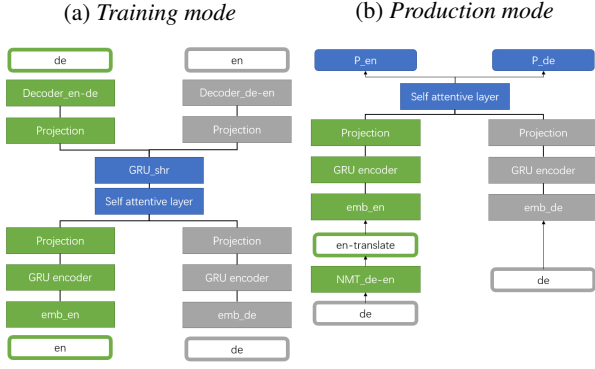 (a) Training mode
de
en
Decoder_en-de
Decoder_de-en
Projection
Projection
GRU_shr
Self attentive layer
Projection
Projection
GRU encoder
GRU encoder
emb_en
emb_de
en
de
(b) Production mode
P_en
P_de
Self attentive layer
Projection
Projection
GRU encoder
GRU encoder
emb_en
emb_de
en-translate
NMT_de-en
de
de